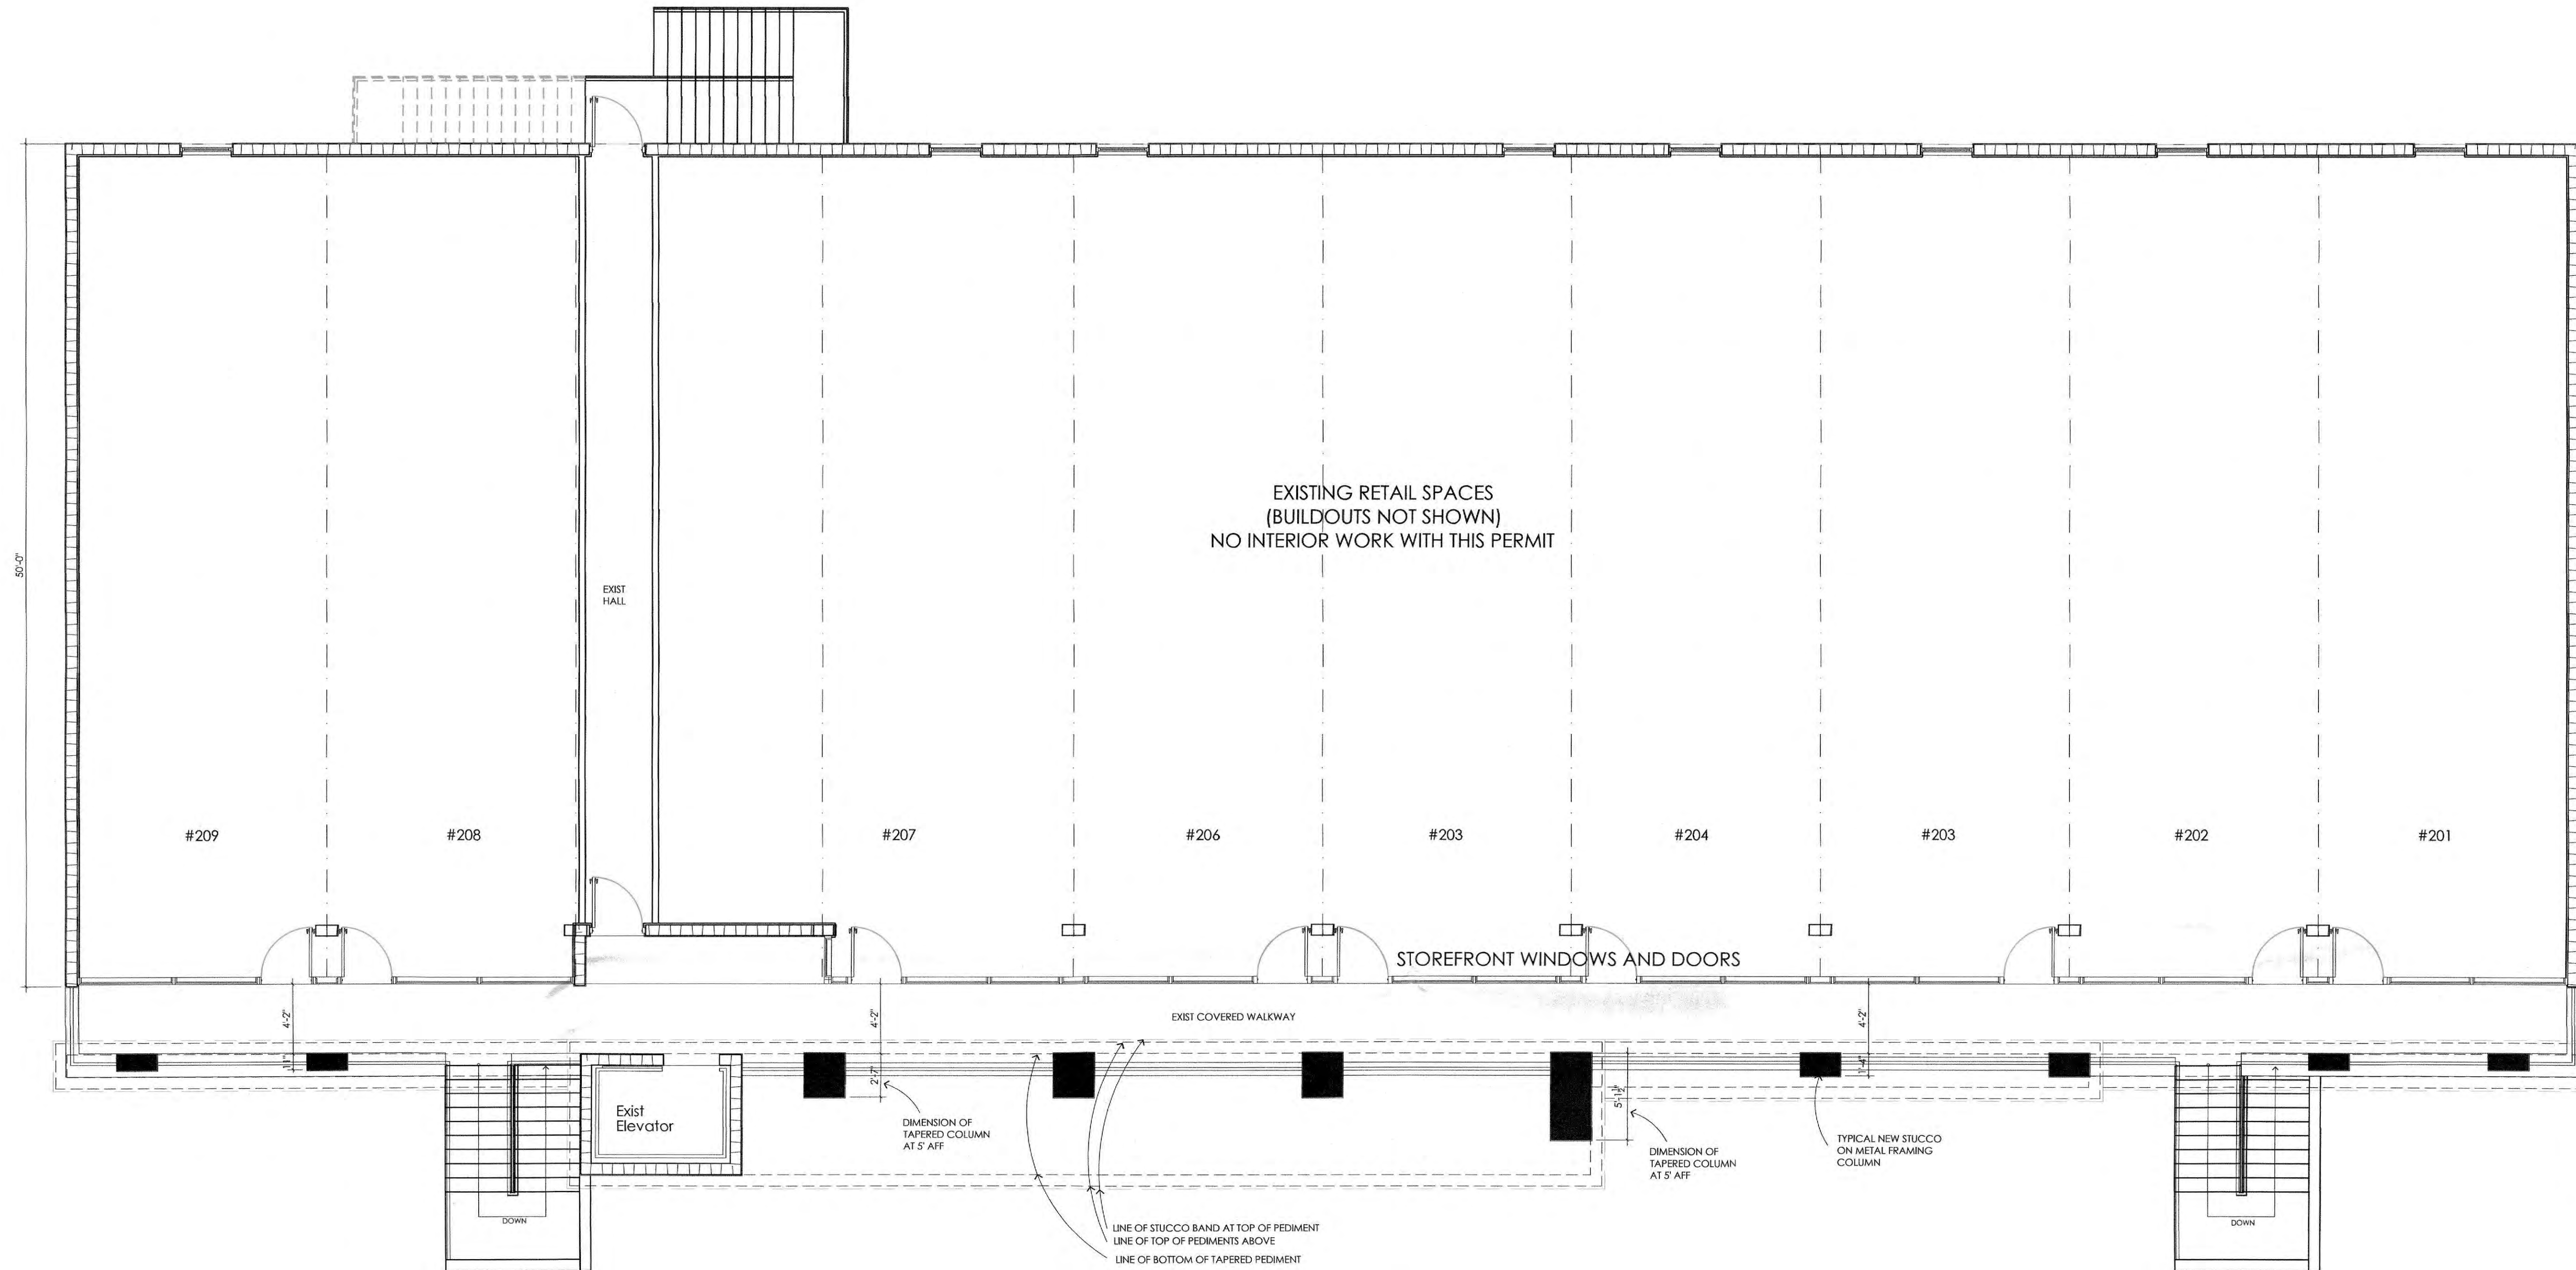 EXISTING RETAIL SPACES
(BUILDOUTS NOT SHOWN)
NO INTERIOR WORK WITH THIS PERMIT
50'-0"
EXIST
HALL
#209
#208
#207
#206
#203
#204
#203
#202
#201
STOREFRONT WINDOWS AND DOORS
4'-2"
4'-2"
4'-2"
EXIST COVERED WALKWAY
1'-1"
2'-7"
5'-1½"
1'-4"
Exist
Elevator
DIMENSION OF
TAPERED COLUMN
AT 5' AFF
DIMENSION OF
TAPERED COLUMN
AT 5' AFF
TYPICAL NEW STUCCO
ON METAL FRAMING
COLUMN
DOWN
DOWN
LINE OF STUCCO BAND AT TOP OF PEDIMENT
LINE OF TOP OF PEDIMENTS ABOVE
LINE OF BOTTOM OF TAPERED PEDIMENT